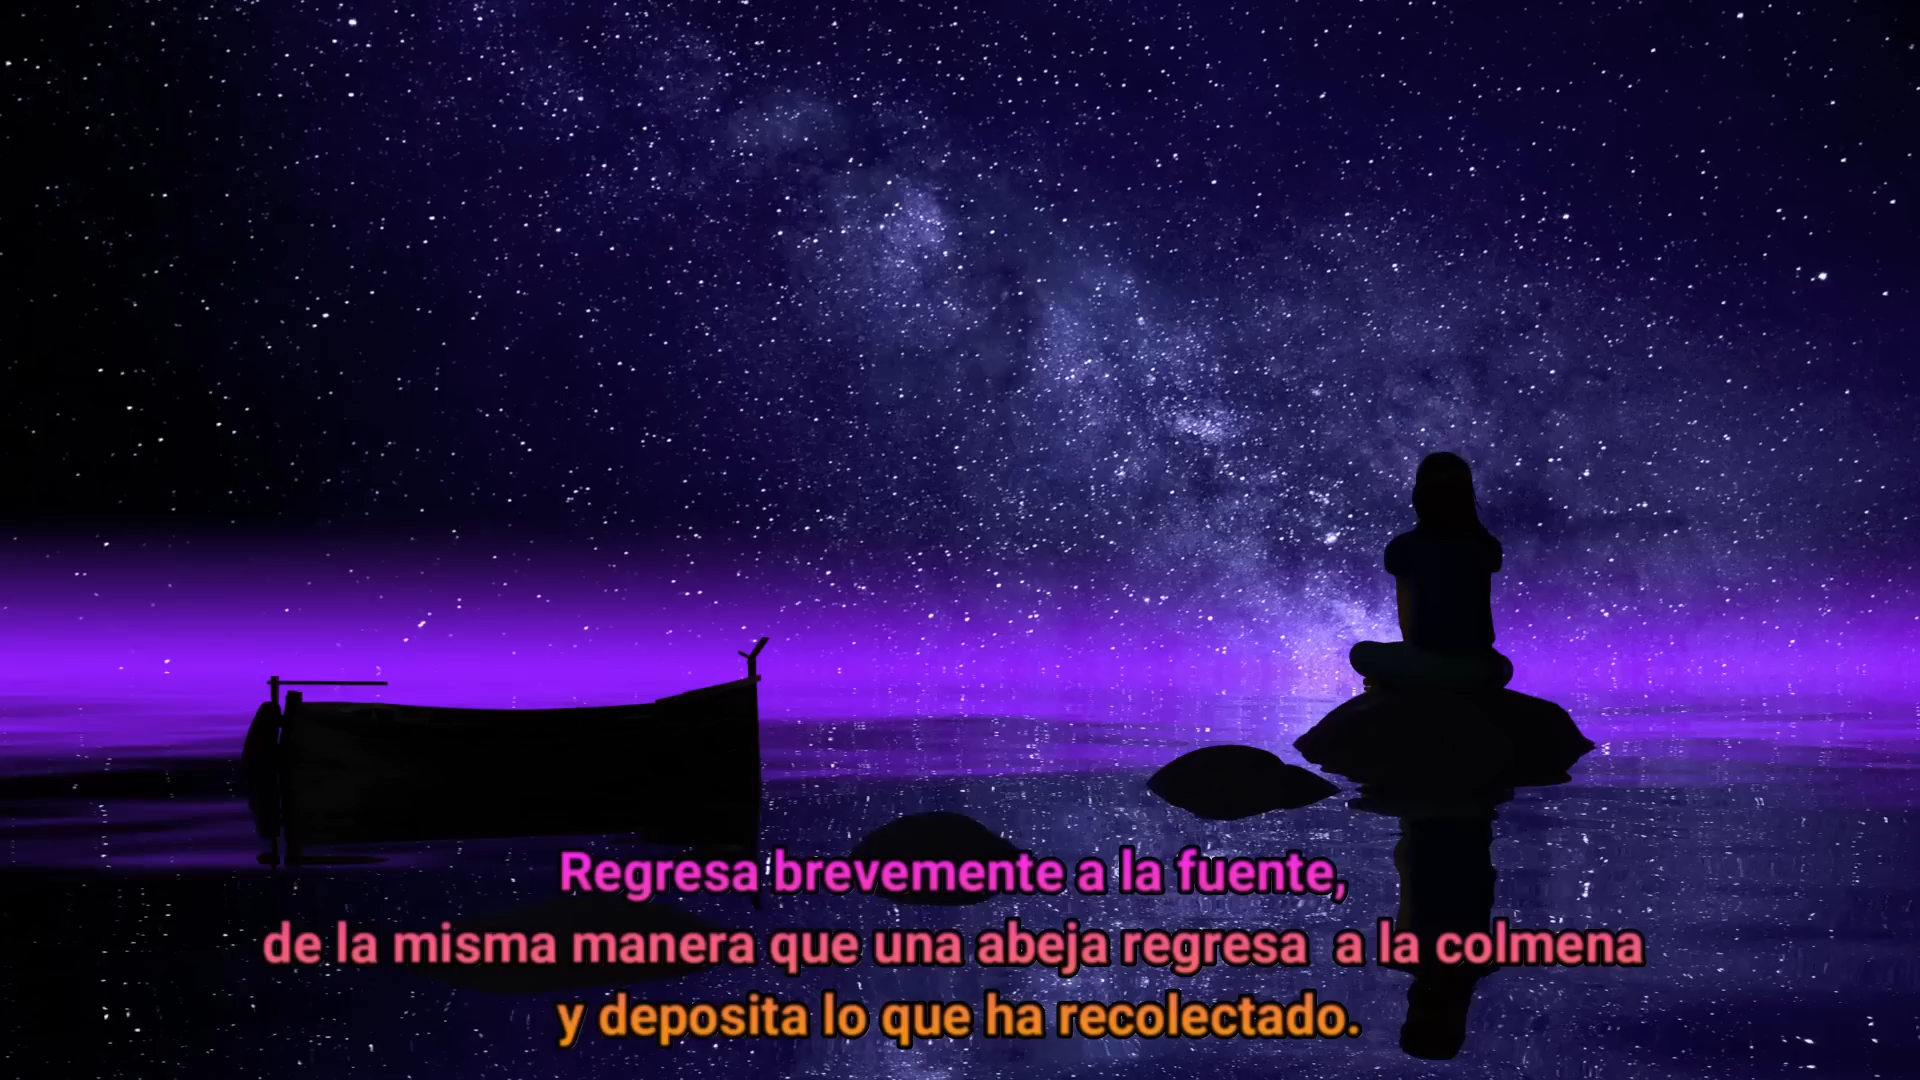 Regresa brevemente a la fuente,
de la misma manera que una abeja regresa  a la colmena
y deposita lo que ha recolectado.